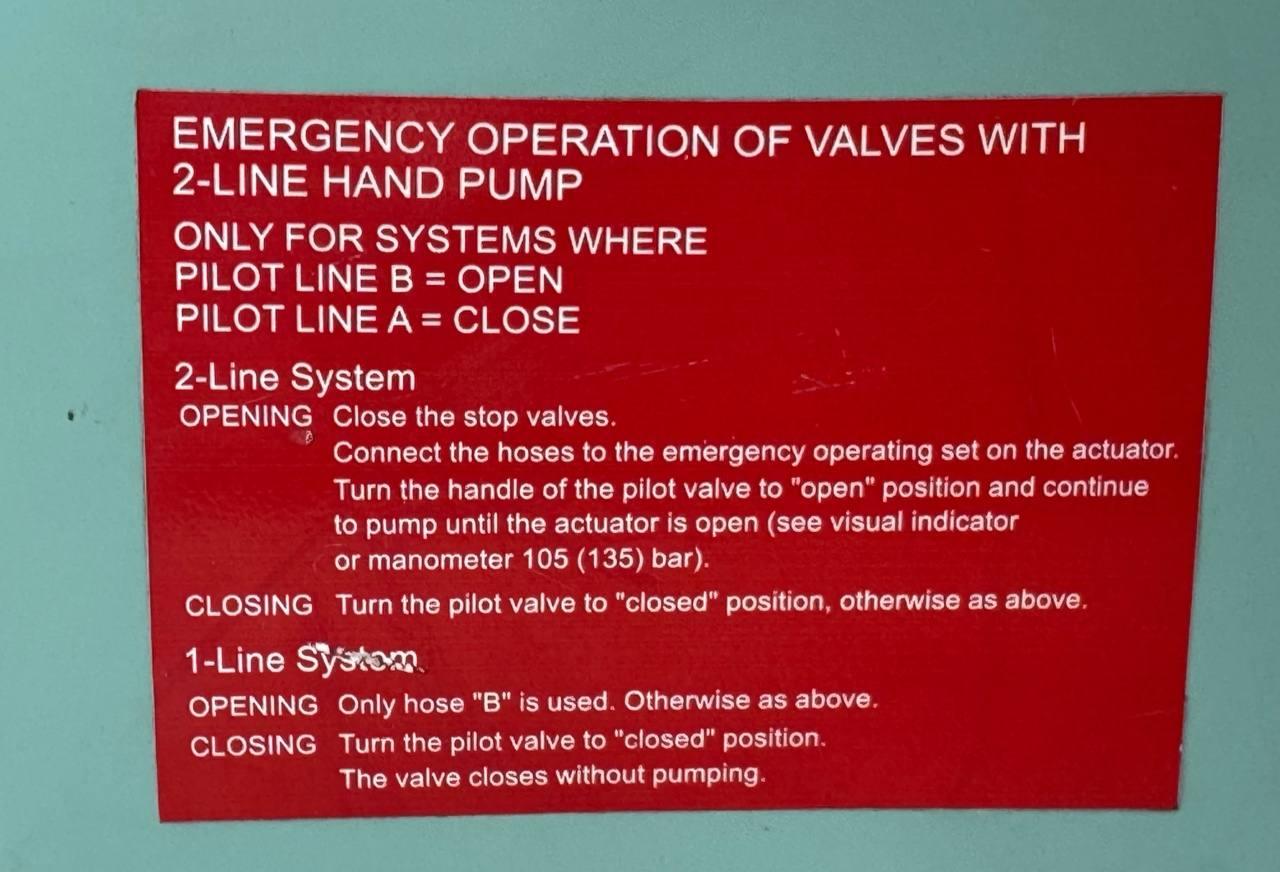 EMERGENCY OPERATION OF VALVES WITH
2-LINE HAND PUMP
ONLY FOR SYSTEMS WHERE
PILOT LINE B = OPEN
PILOT LINE A = CLOSE
2-Line System
OPENING Close the stop valves.
Connect the hoses to the emergency operating set on the actuator.
Turn the handle of the pilot valve to "open" position and continue
to pump until the actuator is open (see visual indicator
or manometer 105 (135) bar).
CLOSING Turn the pilot valve to "closed" position, otherwise as above.
1-Line System
OPENING Only hose "B" is used. Otherwise as above.
CLOSING Turn the pilot valve to "closed" position.
The valve closes without pumping.